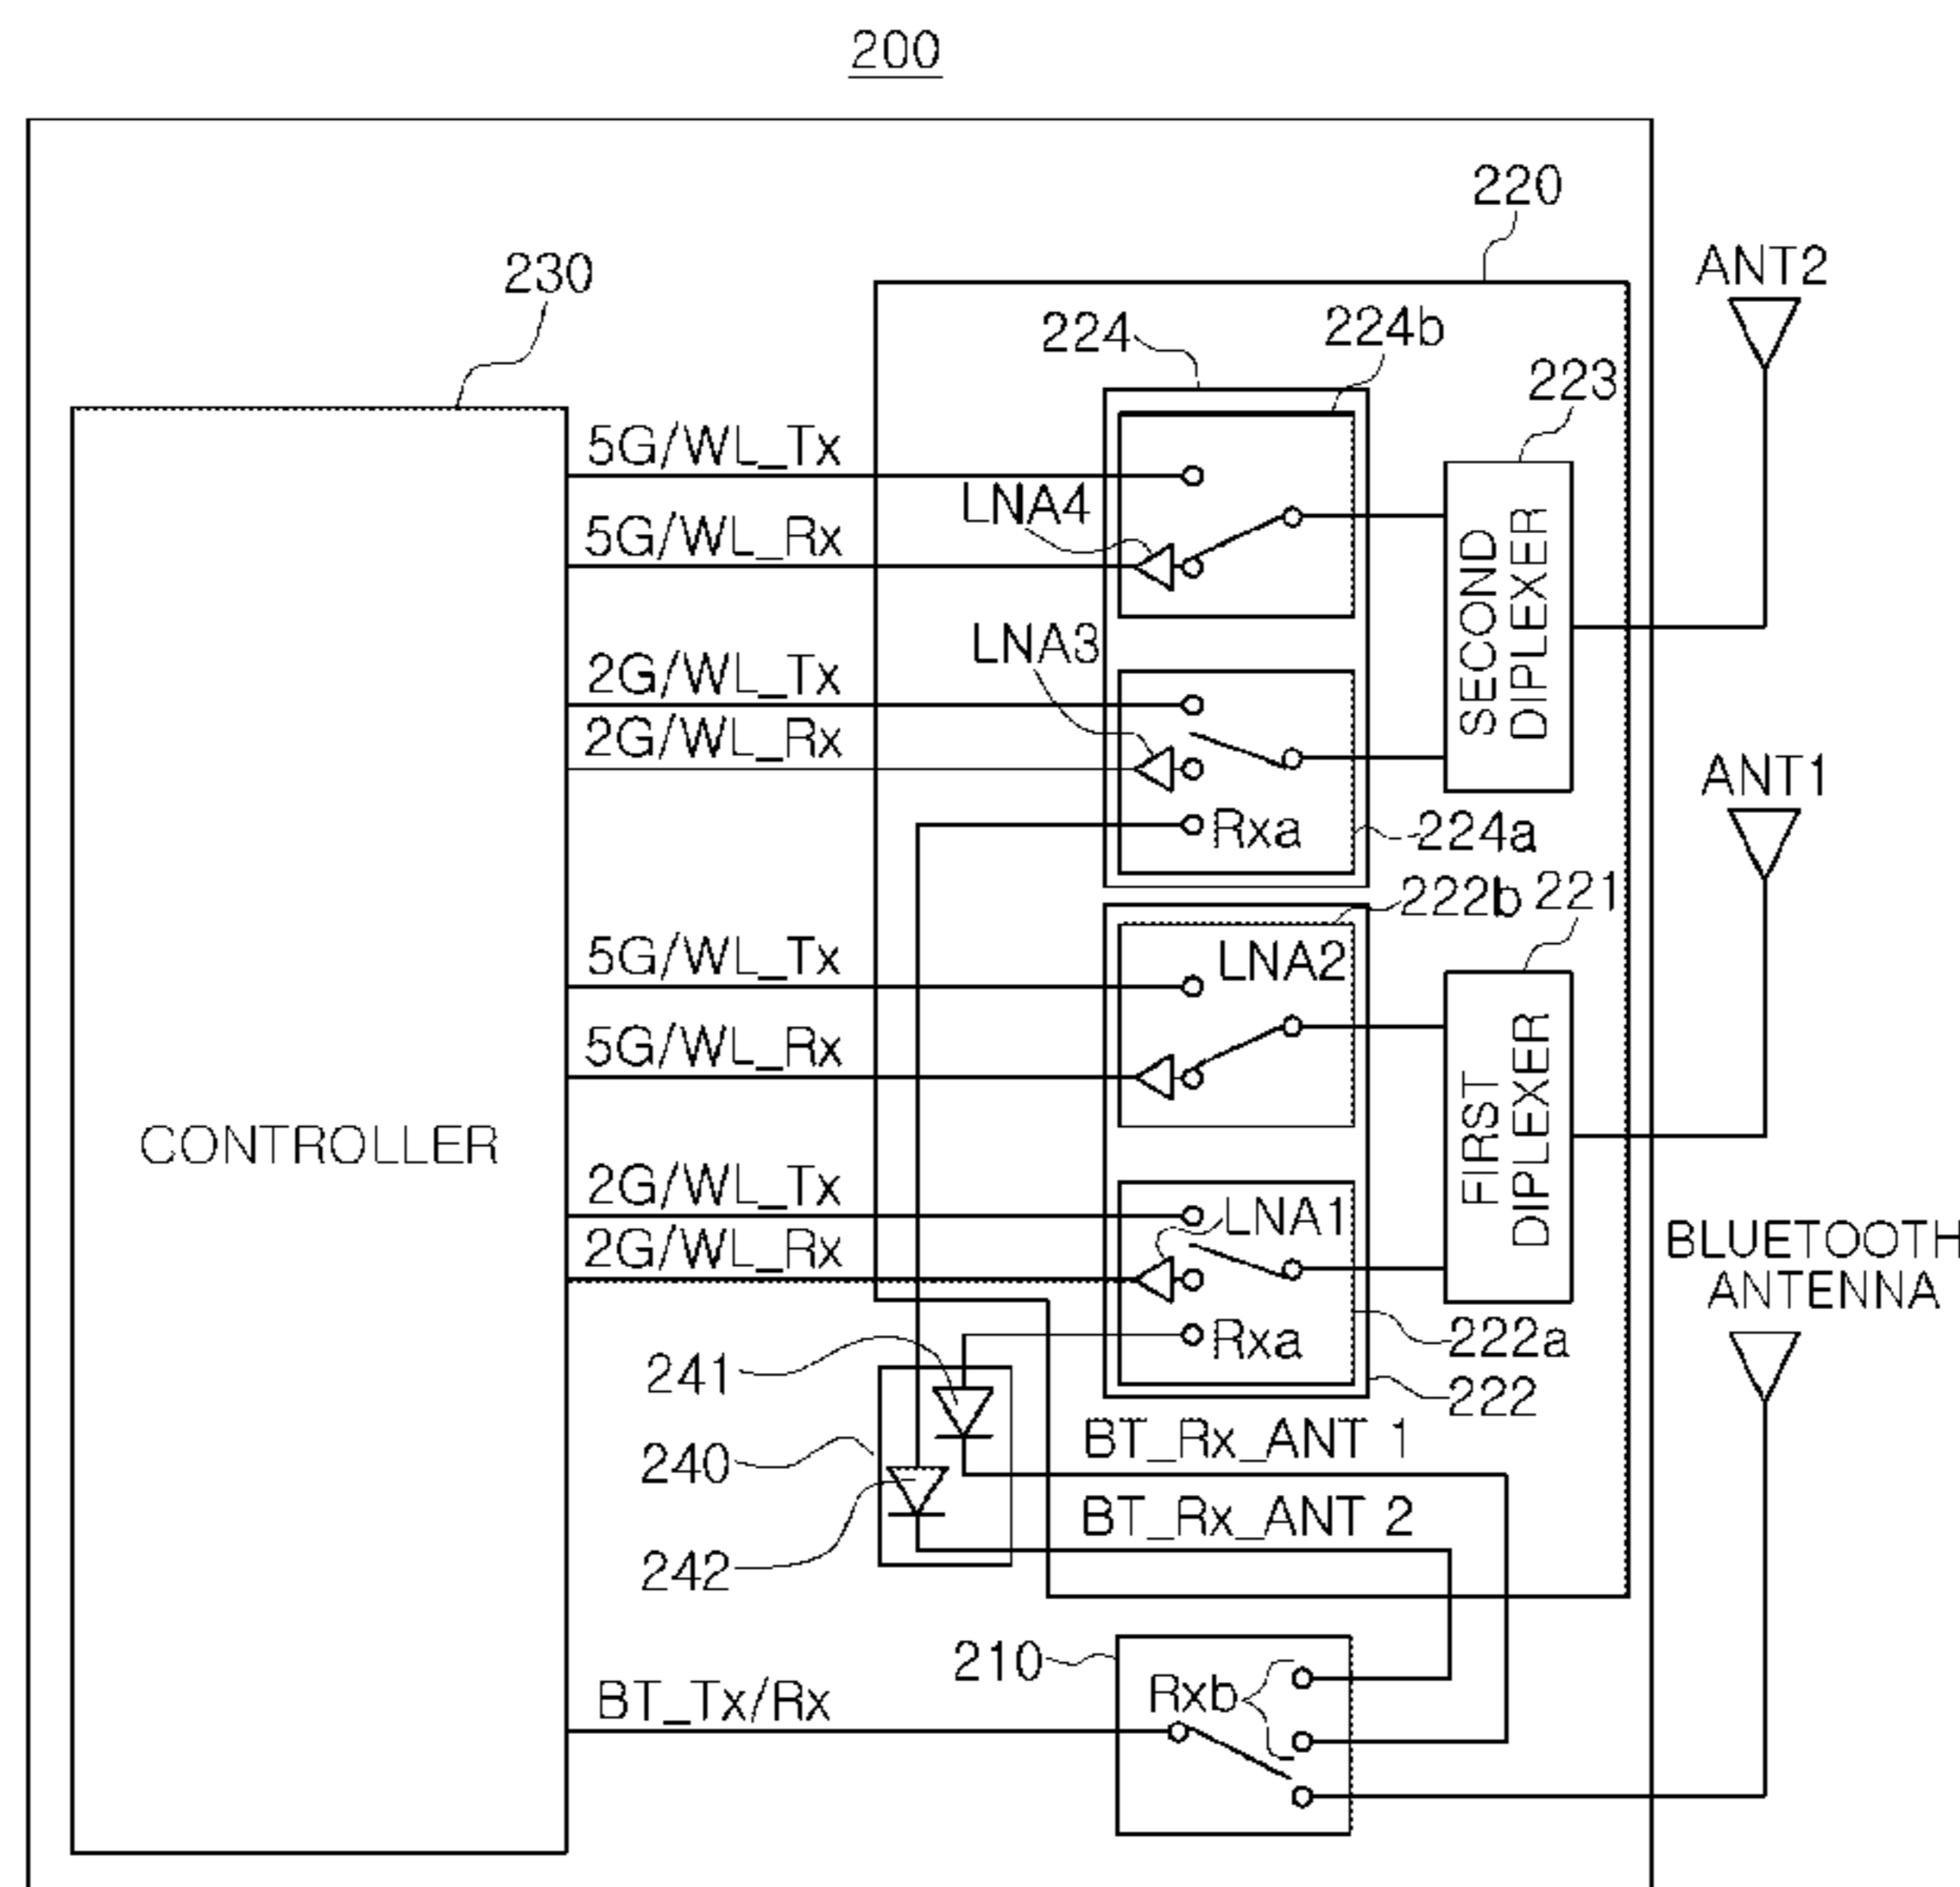 200
220
230
ANT2
224
224b
223
5G/WL_Tx
LNA4
5G/WL_Rx
SECOND
DIPLEXER
LNA3
2G/WL_Tx
2G/WL_Rx
ANT1
Rxa
224a
222b
221
5G/WL_Tx
LNA2
5G/WL_Rx
FIRST
DIPLEXER
CONTROLLER
2G/WL_Tx
LNA1
2G/WL_Rx
BLUETOOTH
ANTENNA
Rxa
222a
241
222
BT_Rx_ANT 1
240
BT_Rx_ANT 2
242
210
Rxb
BT_Tx/Rx